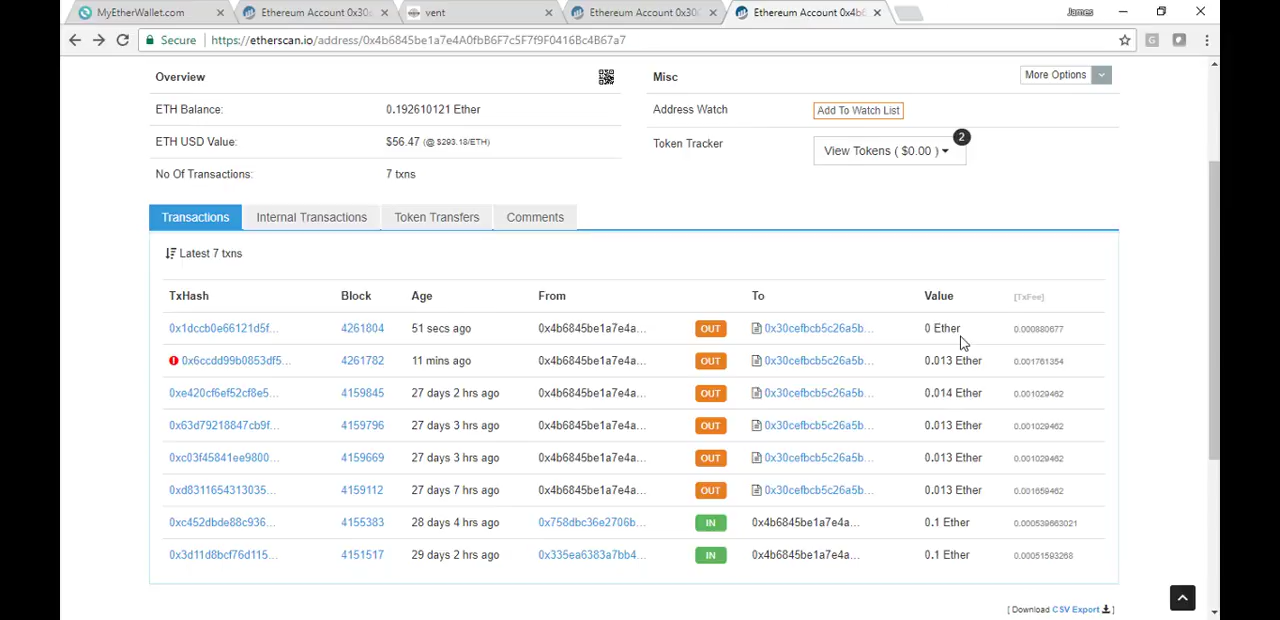 MyEtherWallet.com
Ethereum Account 0x30
vent
Ethereum Account 0x30
Ethereum Account 0x4b6
James
Secure
https://etherscan.io/address/0x4b6845be1a7e4A0fbB6F7c5F7f9F0416Bc4B67a7
Overview
Misc
More Options
ETH Balance:
0.192610121 Ether
Address Watch
Add To Watch List
ETH USD Value:
$56.47 (@ $293.18/ETH)
Token Tracker
View Tokens ( $0.00 )
2
No Of Transactions:
7 txns
Transactions
Internal Transactions
Token Transfers
Comments
Latest 7 txns
TxHash Block Age From To Value [TxFee]
0x1dccb0e66121d5f... 4261804 51 secs ago 0x4b6845be1a7e4a... OUT 0x30cefbcb5c26a5b... 0 Ether 0.000880677
0x6ccdd99b0853df5... 4261782 11 mins ago 0x4b6845be1a7e4a... OUT 0x30cefbcb5c26a5b... 0.013 Ether 0.001761354
0xe420cf6ef52cf8e5... 4159845 27 days 2 hrs ago 0x4b6845be1a7e4a... OUT 0x30cefbcb5c26a5b... 0.014 Ether 0.001029462
0x63d79218847cb9f... 4159796 27 days 3 hrs ago 0x4b6845be1a7e4a... OUT 0x30cefbcb5c26a5b... 0.013 Ether 0.001029462
0xc03f45841ee9800... 4159669 27 days 3 hrs ago 0x4b6845be1a7e4a... OUT 0x30cefbcb5c26a5b... 0.013 Ether 0.001029462
0xd8311654313035... 4159112 27 days 7 hrs ago 0x4b6845be1a7e4a... OUT 0x30cefbcb5c26a5b... 0.013 Ether 0.001659462
0xc452dbde88c936... 4155383 28 days 4 hrs ago 0x758dbc36e2706b... IN 0x4b6845be1a7e4a... 0.1 Ether 0.000539663021
0x3d11d8bcf76d115... 4151517 29 days 2 hrs ago 0x335ea6383a7bb4... IN 0x4b6845be1a7e4a... 0.1 Ether 0.00051593268
[ Download CSV Export ]